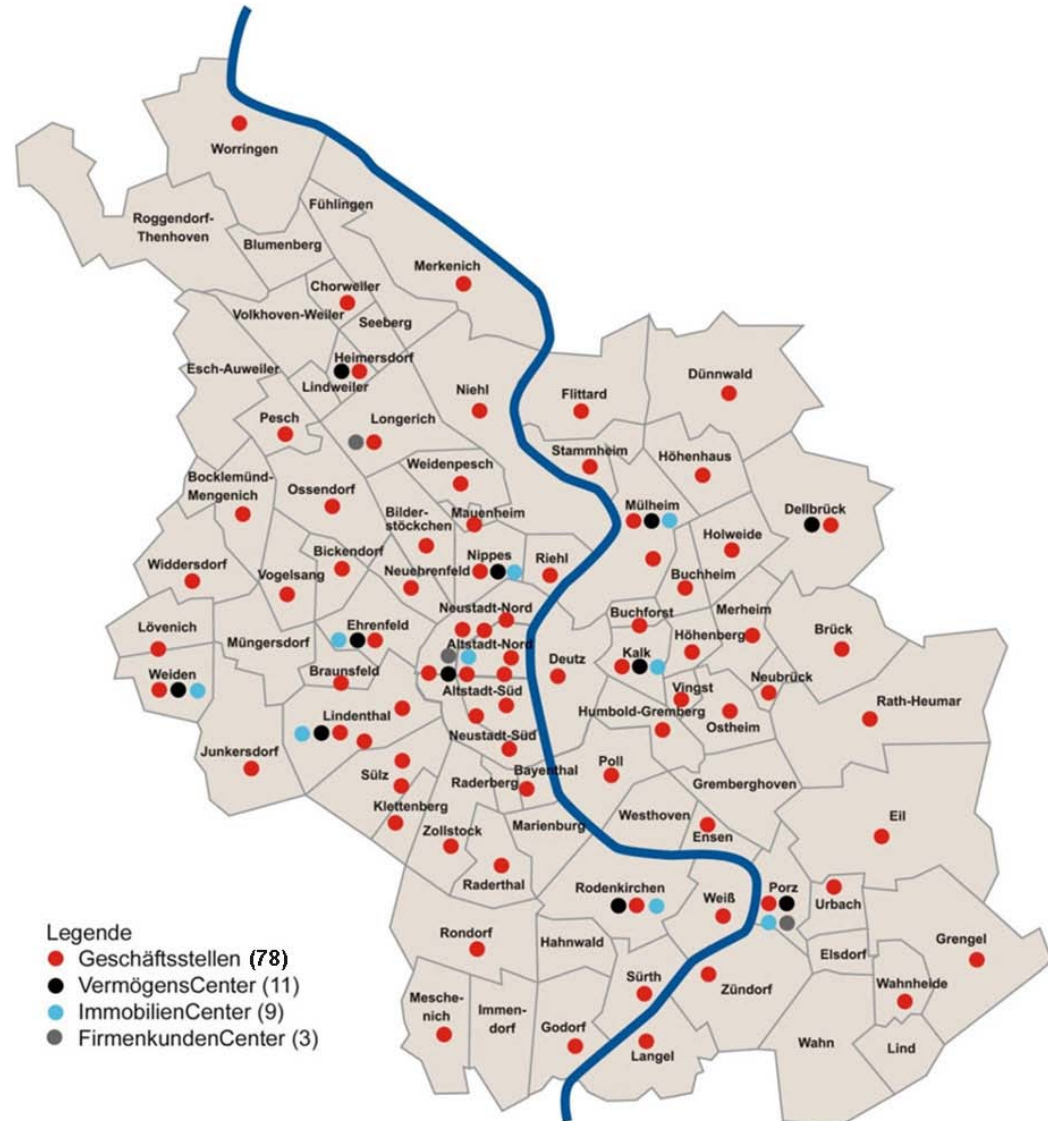 Worringen
Fühlingen
Roggendorf-
Thenhoven
Blumenberg
Merkenich
Chorweiler
Volkhoven-Weiler
Seeberg
Heimersdorf
Esch-Auweiler
Lindweiler
Dünnwald
Niehl
Flittard
Pesch
Longerich
Stammheim
Höhenhaus
Weidenpesch
Bocklemünd-
Mengenich
Ossendorf
Mülheim
Dellbrück
Bilder-
stöckchen
Mauenheim
Holweide
Bickendorf
Nippes
Riehl
Widdersdorf
Vogelsang
Neuehrenfeld
Buchheim
Neustadt-Nord
Buchforst
Merheim
Lövenich
Müngersdorf
Ehrenfeld
Altstadt-Nord
Höhenberg
Brück
Kalk
Weiden
Braunsfeld
Deutz
Neubrück
Vingst
Altstadt-Süd
Rath-Heumar
Lindenthal
Humbold-Gremberg
Ostheim
Neustadt-Süd
Junkersdorf
Poll
Bayenthal
Sülz
Raderberg
Gremberghoven
Klettenberg
Westhoven
Eil
Marienburg
Zollstock
Ensen
Raderthal
Rodenkirchen
Weiß
Porz
Urbach
Rondorf
Hahnwald
Grengel
Elsdorf
Sürth
Zündorf
Wahnheide
Mesche-
nich
Immen-
dorf
Godorf
Langel
Wahn
Lind
Legende
Geschäftsstellen (78)
VermögensCenter (11)
ImmobilienCenter (9)
FirmenkundenCenter (3)